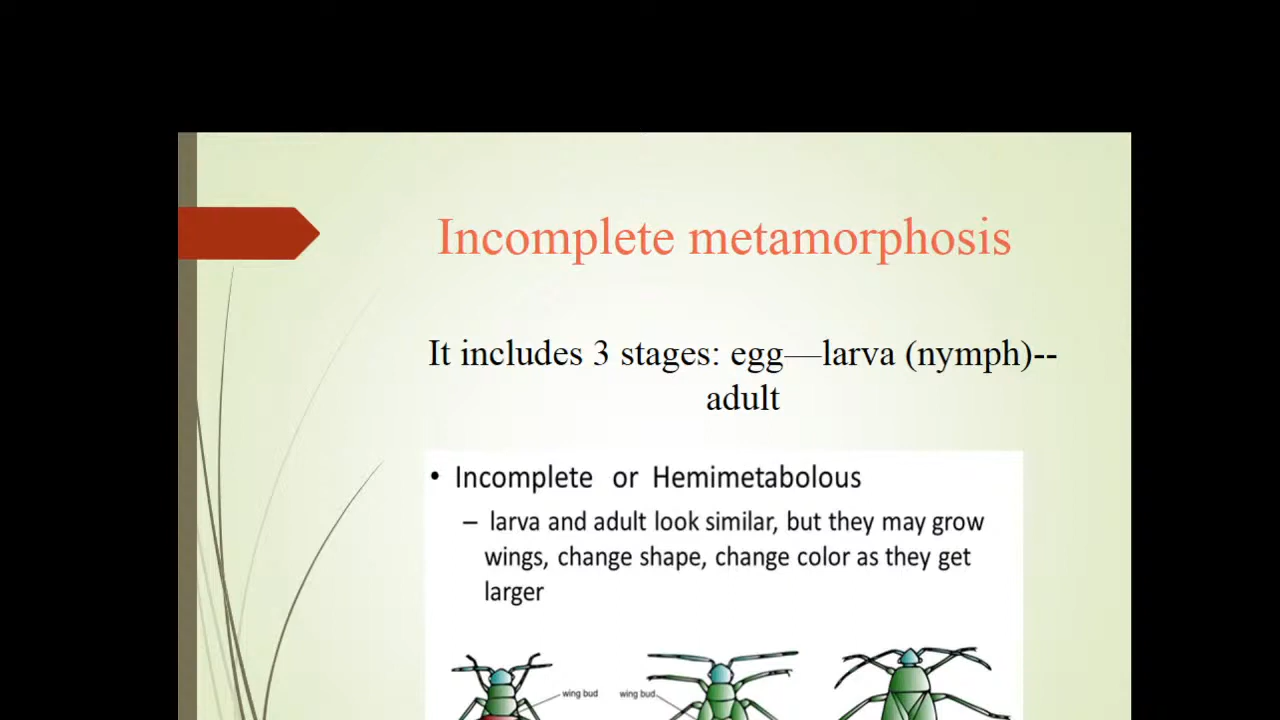 Incomplete metamorphosis
It includes 3 stages: egg—larva (nymph)--
adult
• Incomplete or Hemimetabolous
– larva and adult look similar, but they may grow
wings, change shape, change color as they get
larger
wing bud wing bud